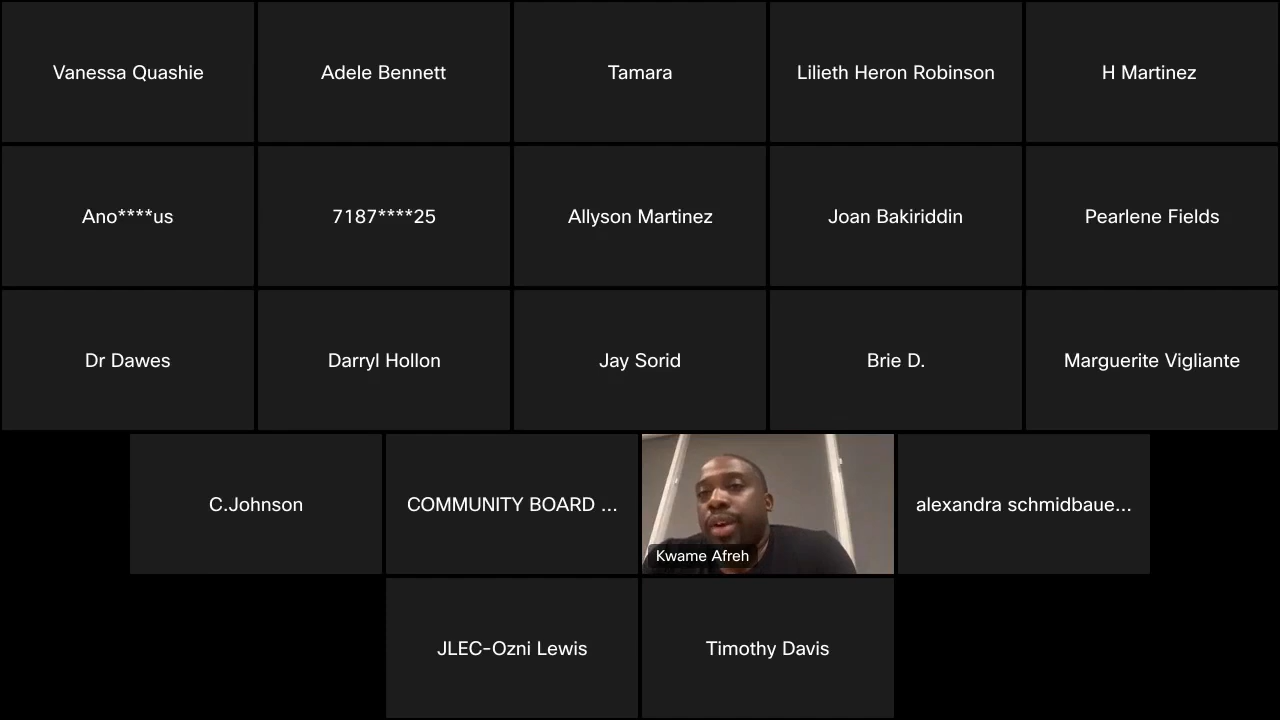 Vanessa Quashie
Adele Bennett
Tamara
Lilieth Heron Robinson
H Martinez
Ano****us
7187****25
Allyson Martinez
Joan Bakiriddin
Pearlene Fields
Dr Dawes
Darryl Hollon
Jay Sorid
Brie D.
Marguerite Vigliante
C.Johnson
COMMUNITY BOARD ...
Kwame Afreh
alexandra schmidbaue...
JLEC-Ozni Lewis
Timothy Davis